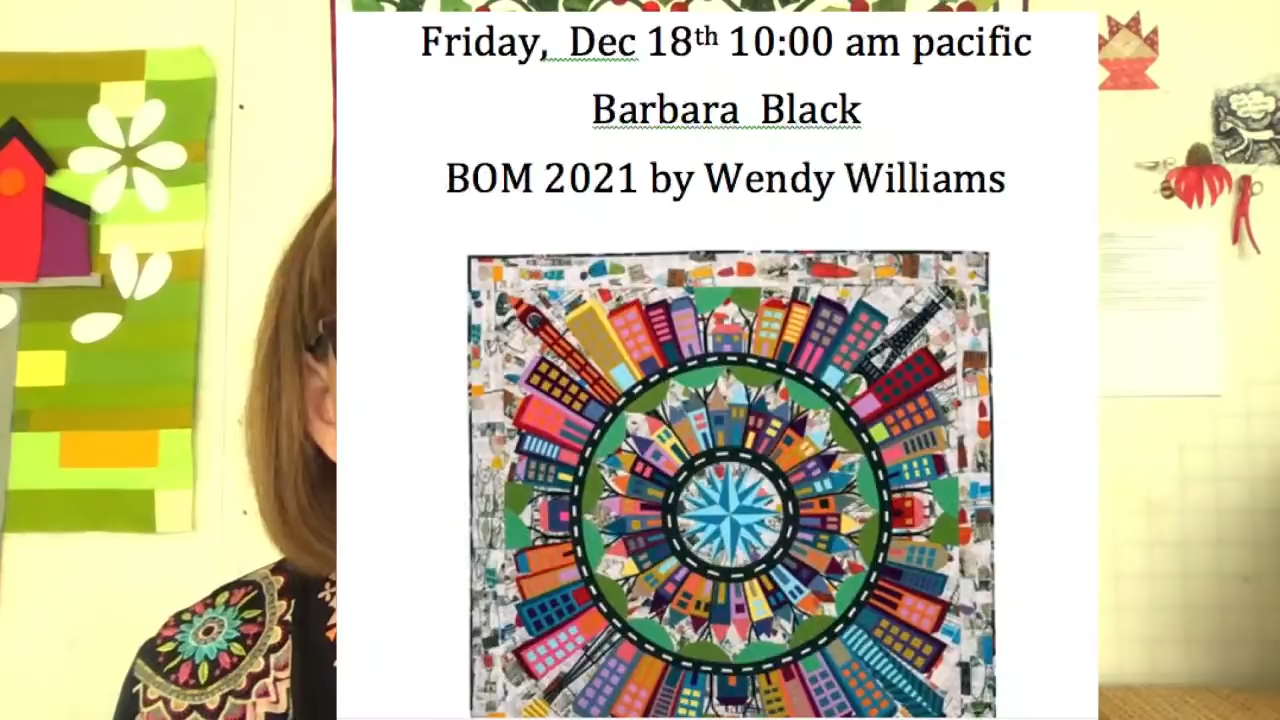 Friday,  Dec 18th 10:00 am pacific
Barbara  Black
BOM 2021 by Wendy Williams